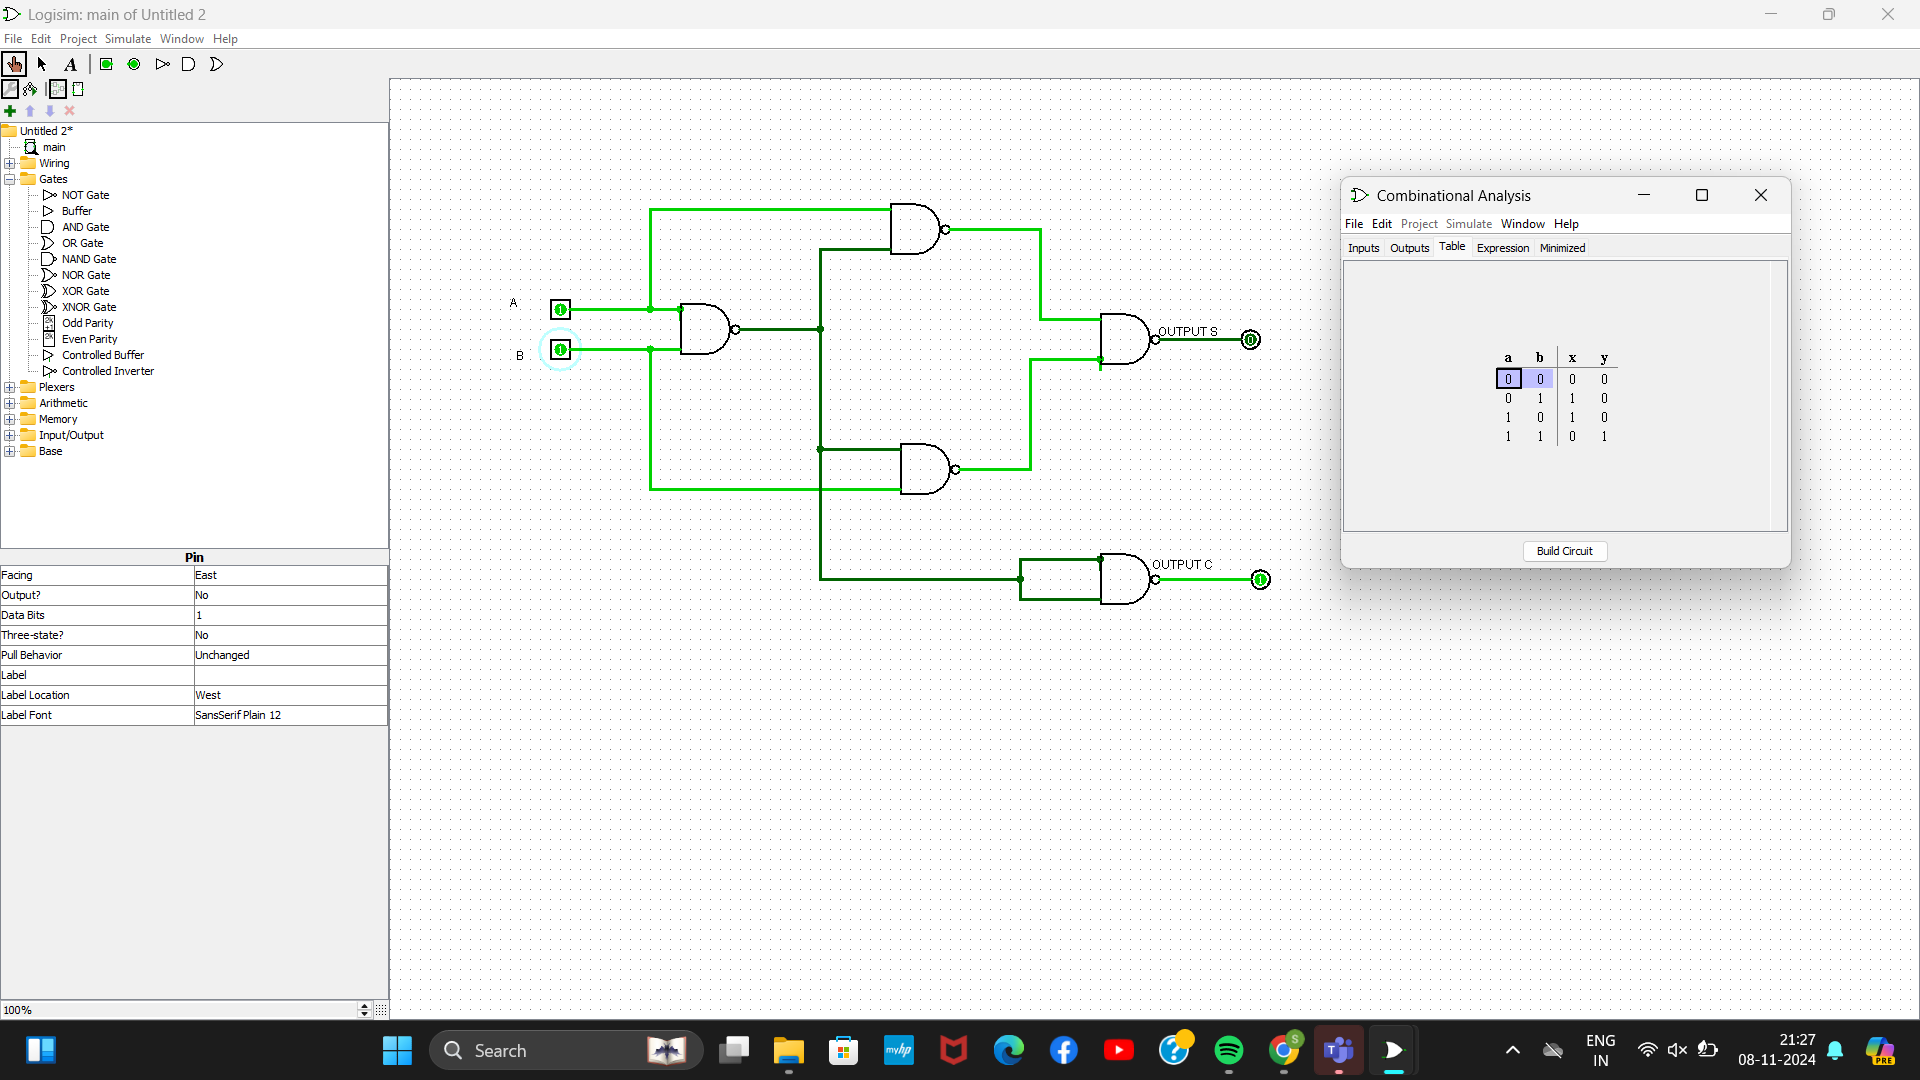 Logisim: main of Untitled 2
File Edit Project Simulate Window Help
A
Untitled 2*
main
Wiring
Gates
NOT Gate
Buffer
AND Gate
OR Gate
NAND Gate
NOR Gate
XOR Gate
XNOR Gate
2k+1 Odd Parity
2k Even Parity
Controlled Buffer
Controlled Inverter
Plexers
Arithmetic
Memory
Input/Output
Base
Pin
Facing East
Output? No
Data Bits 1
Three-state? No
Pull Behavior Unchanged
Label
Label Location West
Label Font SansSerif Plain 12
100%
A 1
B 1
OUTPUT S 0
OUTPUT C 1
Combinational Analysis
File Edit Project Simulate Window Help
Inputs Outputs Table Expression Minimized
a b x y
0 0 0 0
0 1 1 0
1 0 1 0
1 1 0 1
Build Circuit
Search
myhp
S
ENG
IN
21:27
08-11-2024
PRE